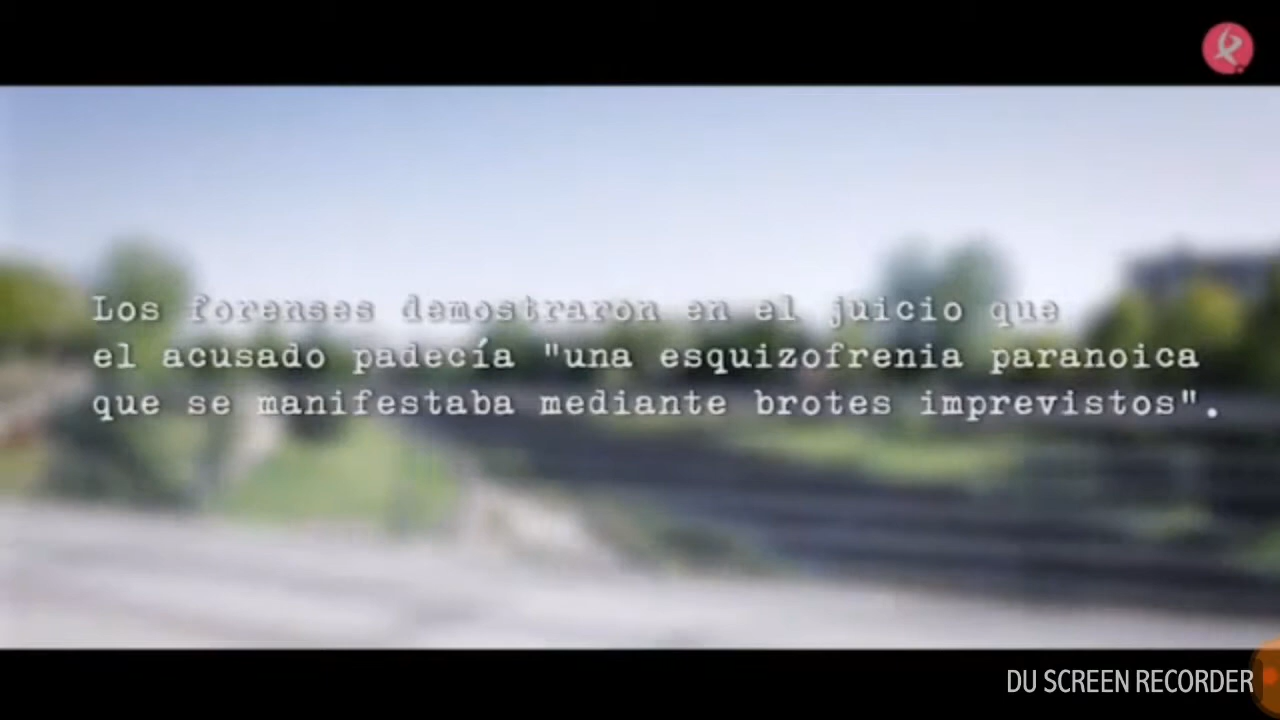 Los forenses demostraron en el juicio que
el acusado padecía "una esquizofrenia paranoica
que se manifestaba mediante brotes imprevistos".
DU SCREEN RECORDER